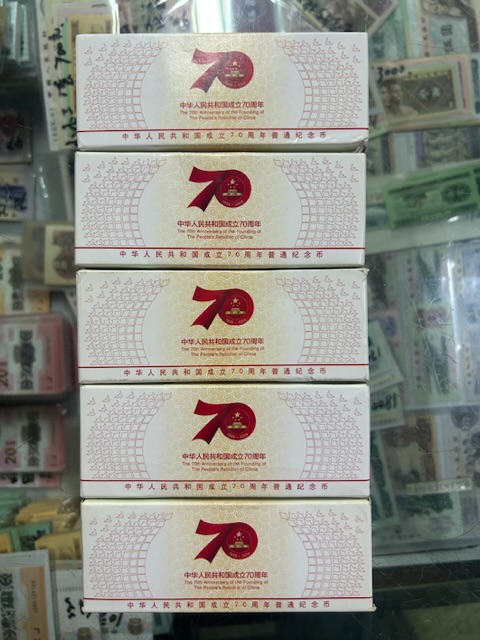 70
中华人民共和国成立70周年
The 70th Anniversary of the Founding of
The People's Republic of China
中华人民共和国成立70周年普通纪念币
70
中华人民共和国成立70周年
The 70th Anniversary of the Founding of
The People's Republic of China
中华人民共和国成立70周年普通纪念币
70
中华人民共和国成立70周年
The 70th Anniversary of the Founding of
The People's Republic of China
中华人民共和国成立70周年普通纪念币
70
中华人民共和国成立70周年
The 70th Anniversary of the Founding of
The People's Republic of China
中华人民共和国成立70周年普通纪念币
70
中华人民共和国成立70周年
The 70th Anniversary of the Founding of
The People's Republic of China
中华人民共和国成立70周年普通纪念币
20
20